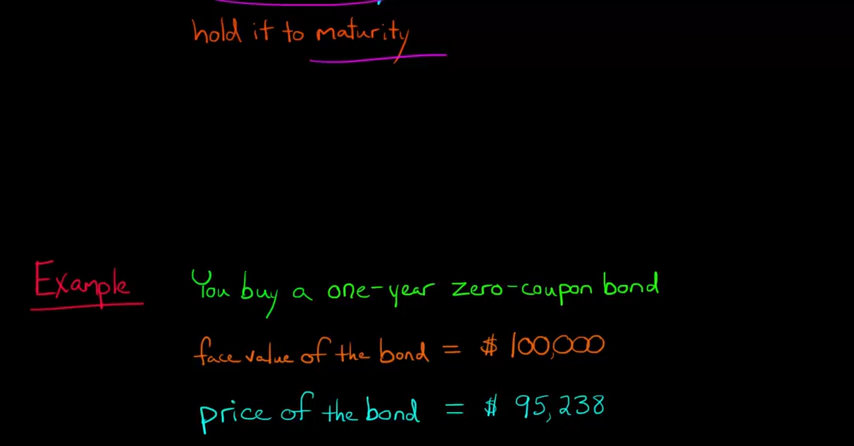 hold it to maturity
Example You buy a one-year zero-coupon bond
face value of the bond = $ 100,000
price of the bond = $ 95,238